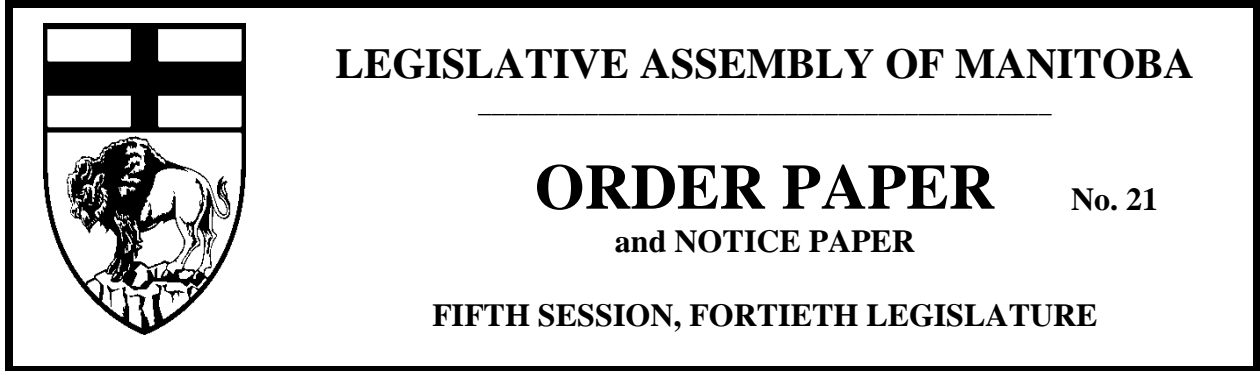 LEGISLATIVE ASSEMBLY OF MANITOBA
ORDER PAPER No. 21
and NOTICE PAPER
FIFTH SESSION, FORTIETH LEGISLATURE